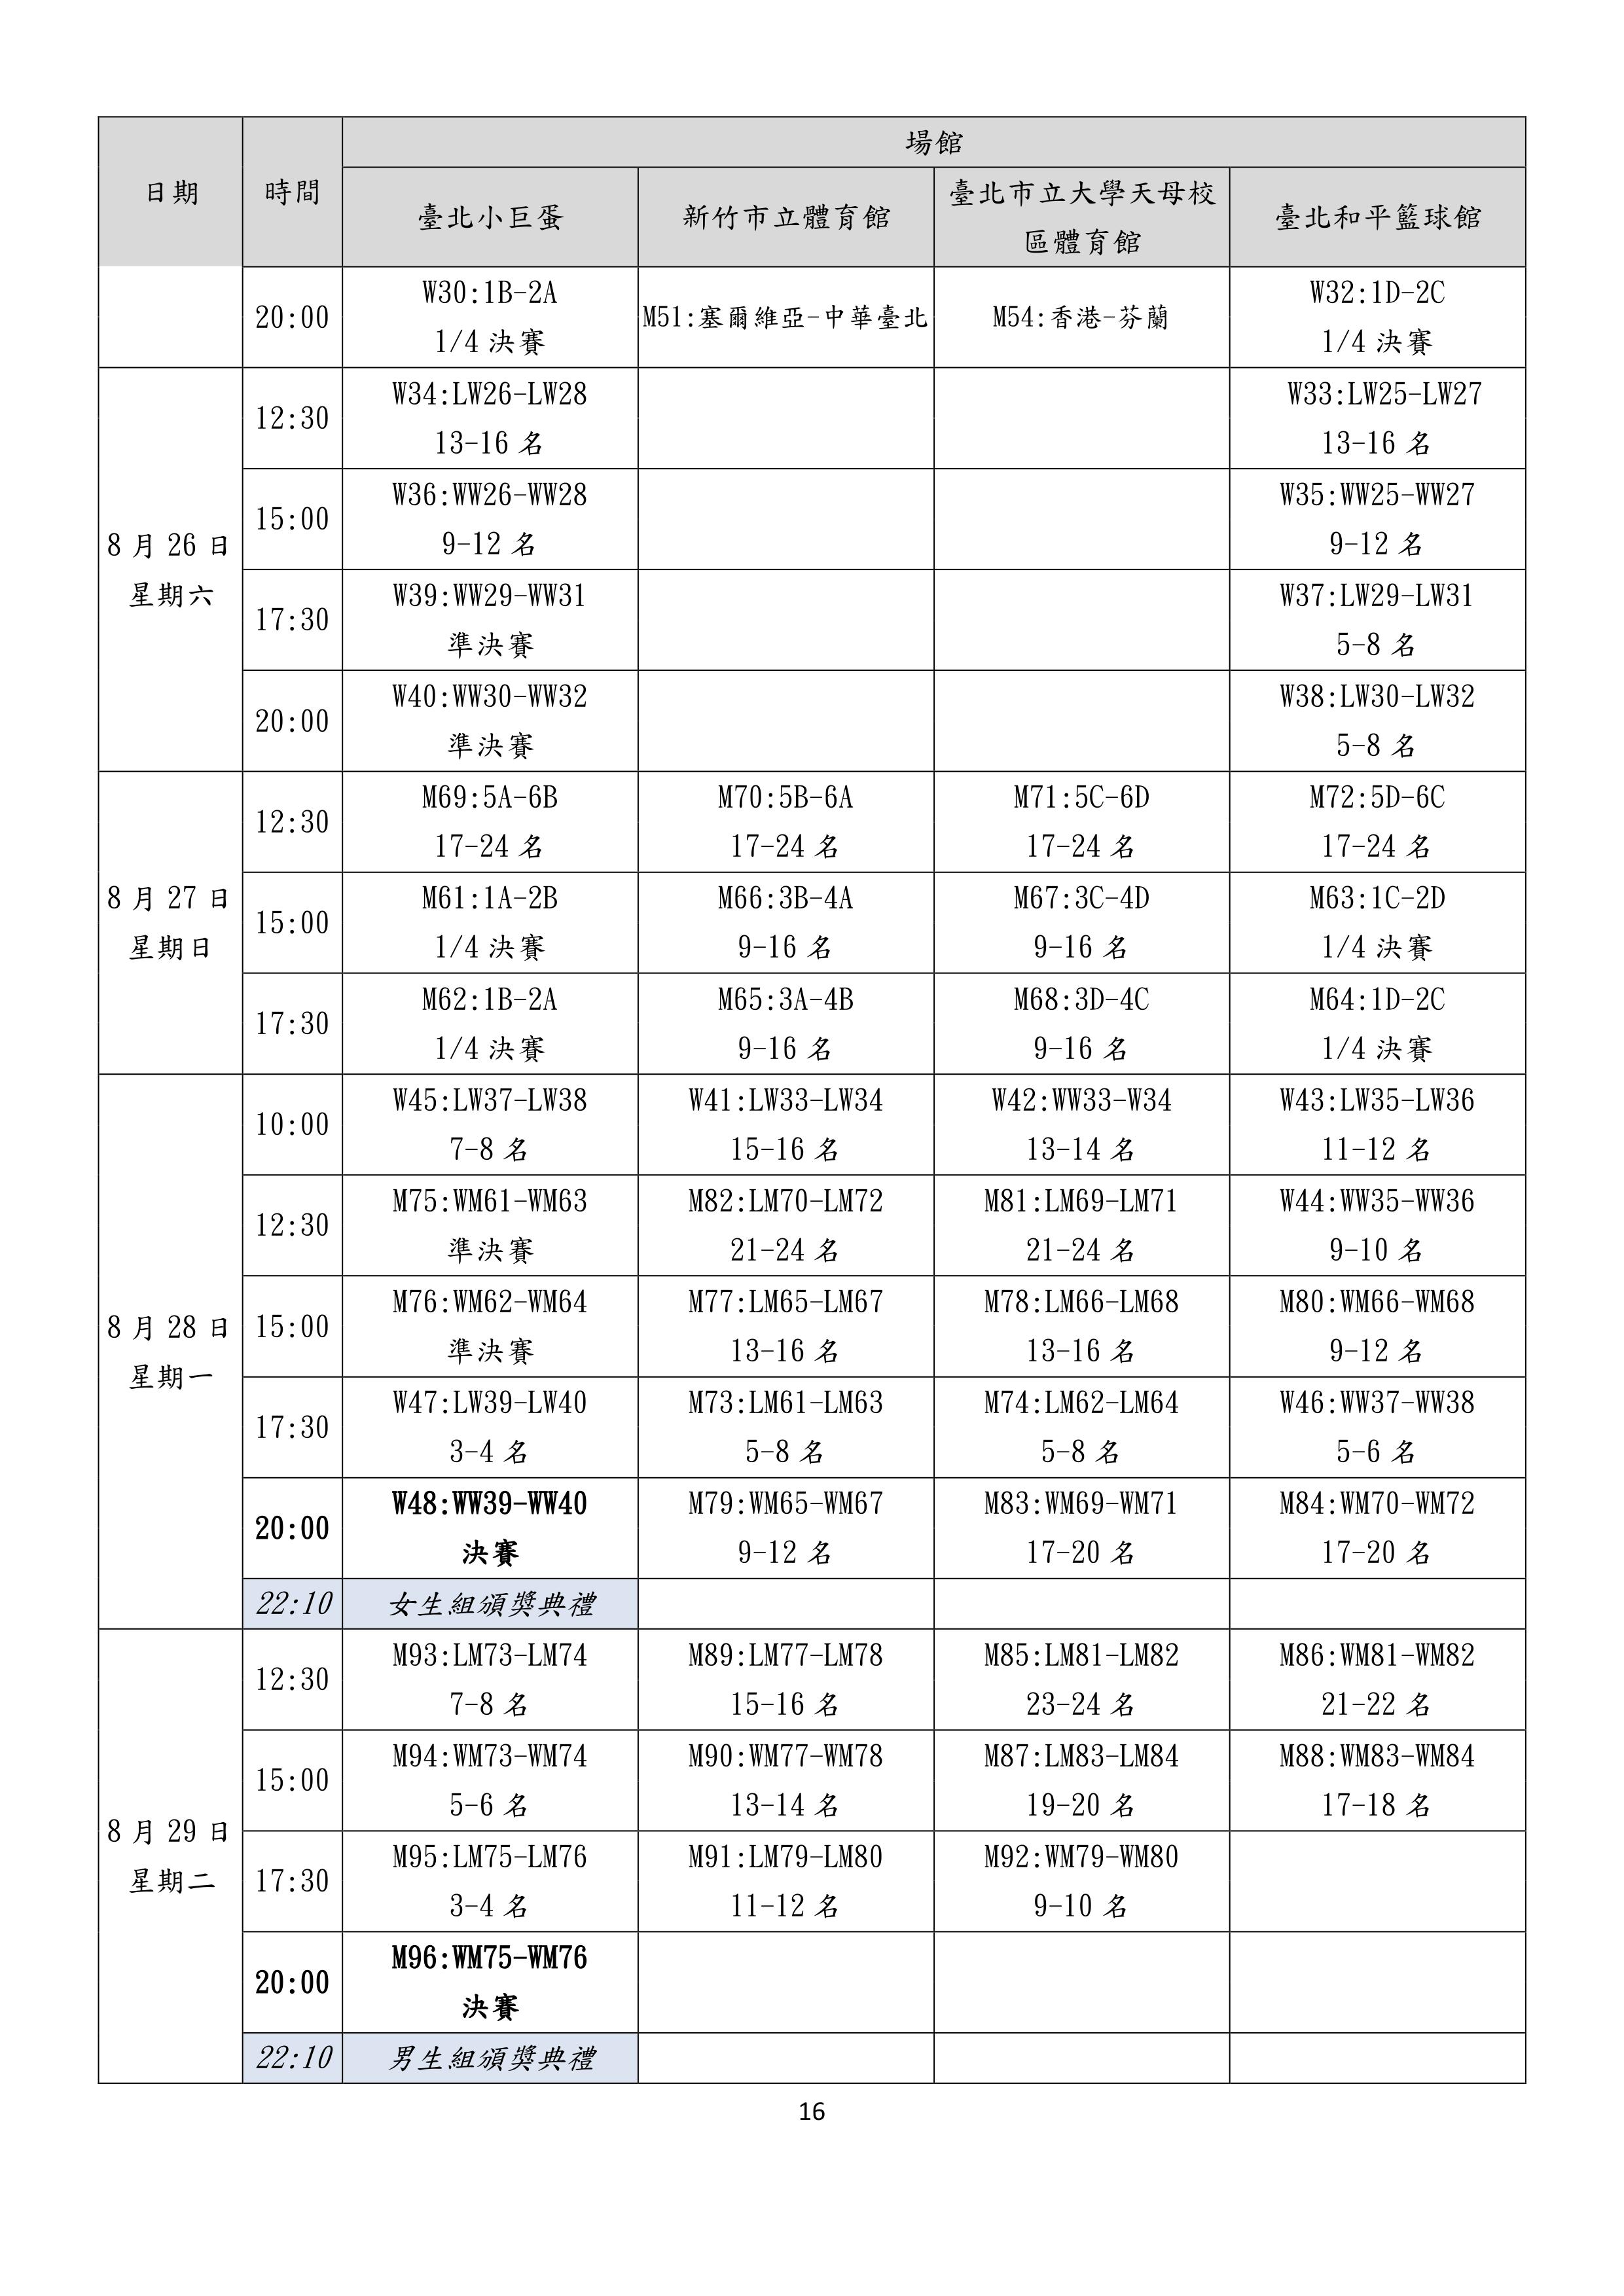 日期
時間
場館
臺北小巨蛋
新竹市立體育館
臺北市立大學天母校
區體育館
臺北和平籃球館
20:00
W30:1B-2A
1/4 決賽
M51:塞爾維亞-中華臺北
M54:香港-芬蘭
W32:1D-2C
1/4 決賽
8 月 26 日
星期六
12:30
W34:LW26-LW28
13-16 名
W33:LW25-LW27
13-16 名
15:00
W36:WW26-WW28
9-12 名
W35:WW25-WW27
9-12 名
17:30
W39:WW29-WW31
準決賽
W37:LW29-LW31
5-8 名
20:00
W40:WW30-WW32
準決賽
W38:LW30-LW32
5-8 名
8 月 27 日
星期日
12:30
M69:5A-6B
17-24 名
M70:5B-6A
17-24 名
M71:5C-6D
17-24 名
M72:5D-6C
17-24 名
15:00
M61:1A-2B
1/4 決賽
M66:3B-4A
9-16 名
M67:3C-4D
9-16 名
M63:1C-2D
1/4 決賽
17:30
M62:1B-2A
1/4 決賽
M65:3A-4B
9-16 名
M68:3D-4C
9-16 名
M64:1D-2C
1/4 決賽
8 月 28 日
星期一
10:00
W45:LW37-LW38
7-8 名
W41:LW33-LW34
15-16 名
W42:WW33-W34
13-14 名
W43:LW35-LW36
11-12 名
12:30
M75:WM61-WM63
準決賽
M82:LM70-LM72
21-24 名
M81:LM69-LM71
21-24 名
W44:WW35-WW36
9-10 名
15:00
M76:WM62-WM64
準決賽
M77:LM65-LM67
13-16 名
M78:LM66-LM68
13-16 名
M80:WM66-WM68
9-12 名
17:30
W47:LW39-LW40
3-4 名
M73:LM61-LM63
5-8 名
M74:LM62-LM64
5-8 名
W46:WW37-WW38
5-6 名
20:00
W48:WW39-WW40
決賽
M79:WM65-WM67
9-12 名
M83:WM69-WM71
17-20 名
M84:WM70-WM72
17-20 名
22:10
女生組頒獎典禮
8 月 29 日
星期二
12:30
M93:LM73-LM74
7-8 名
M89:LM77-LM78
15-16 名
M85:LM81-LM82
23-24 名
M86:WM81-WM82
21-22 名
15:00
M94:WM73-WM74
5-6 名
M90:WM77-WM78
13-14 名
M87:LM83-LM84
19-20 名
M88:WM83-WM84
17-18 名
17:30
M95:LM75-LM76
3-4 名
M91:LM79-LM80
11-12 名
M92:WM79-WM80
9-10 名
20:00
M96:WM75-WM76
決賽
22:10
男生組頒獎典禮
16